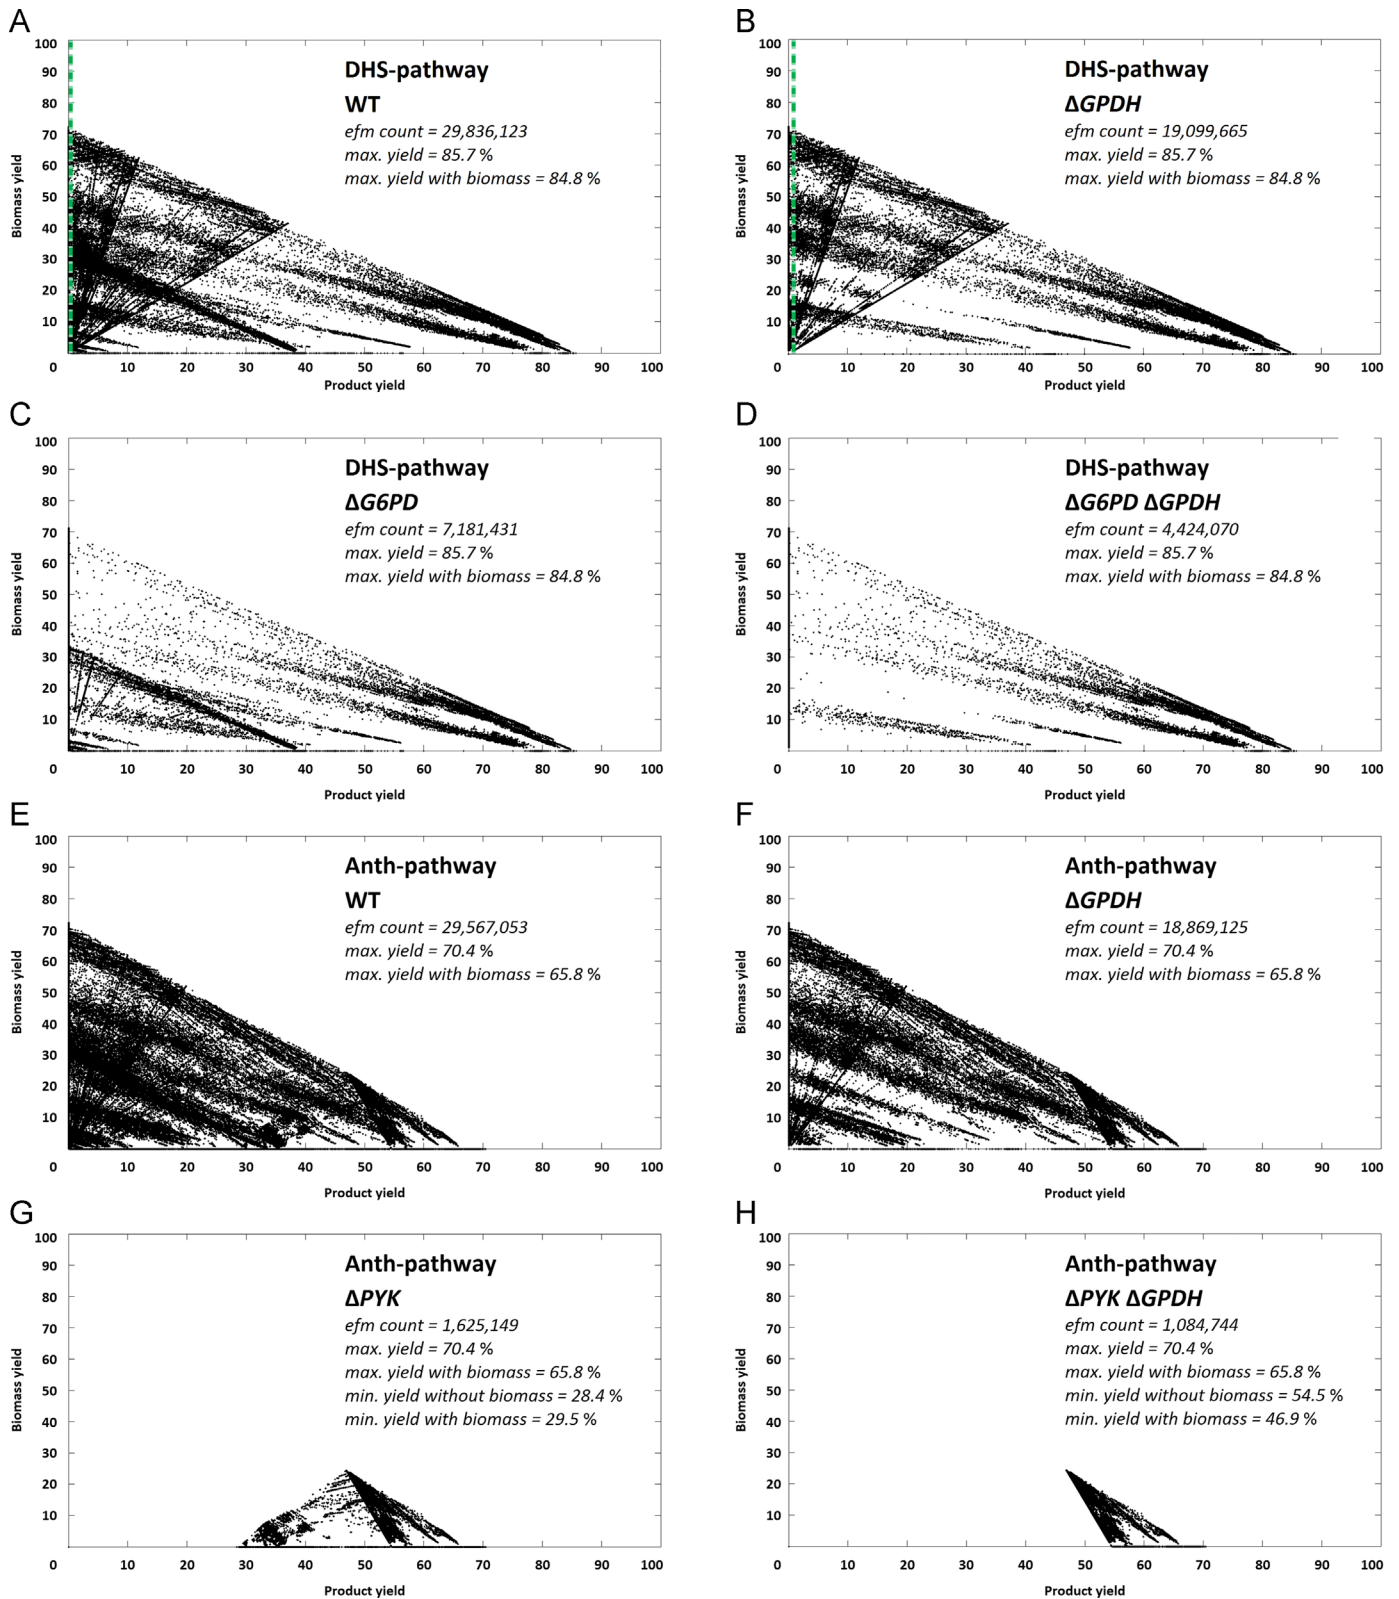 A
100
90
80
70
60
50
40
30
20
10
0
Biomass yield
DHS-pathway
WT
efm count = 29,836,123
max. yield = 85.7 %
max. yield with biomass = 84.8 %
10 20 30 40 50 60 70 80 90 100
Product yield
B
100
90
80
70
60
50
40
30
20
10
0
Biomass yield
DHS-pathway
ΔGPDH
efm count = 19,099,665
max. yield = 85.7 %
max. yield with biomass = 84.8 %
10 20 30 40 50 60 70 80 90 100
Product yield
C
100
90
80
70
60
50
40
30
20
10
0
Biomass yield
DHS-pathway
ΔG6PD
efm count = 7,181,431
max. yield = 85.7 %
max. yield with biomass = 84.8 %
10 20 30 40 50 60 70 80 90 100
Product yield
D
100
90
80
70
60
50
40
30
20
10
0
Biomass yield
DHS-pathway
ΔG6PD ΔGPDH
efm count = 4,424,070
max. yield = 85.7 %
max. yield with biomass = 84.8 %
10 20 30 40 50 60 70 80 90 100
Product yield
E
100
90
80
70
60
50
40
30
20
10
0
Biomass yield
Anth-pathway
WT
efm count = 29,567,053
max. yield = 70.4 %
max. yield with biomass = 65.8 %
10 20 30 40 50 60 70 80 90 100
Product yield
F
100
90
80
70
60
50
40
30
20
10
0
Biomass yield
Anth-pathway
ΔGPDH
efm count = 18,869,125
max. yield = 70.4 %
max. yield with biomass = 65.8 %
10 20 30 40 50 60 70 80 90 100
Product yield
G
100
90
80
70
60
50
40
30
20
10
0
Biomass yield
Anth-pathway
ΔPYK
efm count = 1,625,149
max. yield = 70.4 %
max. yield with biomass = 65.8 %
min. yield without biomass = 28.4 %
min. yield with biomass = 29.5 %
10 20 30 40 50 60 70 80 90 100
Product yield
H
100
90
80
70
60
50
40
30
20
10
0
Biomass yield
Anth-pathway
ΔPYK ΔGPDH
efm count = 1,084,744
max. yield = 70.4 %
max. yield with biomass = 65.8 %
min. yield without biomass = 54.5 %
min. yield with biomass = 46.9 %
10 20 30 40 50 60 70 80 90 100
Product yield